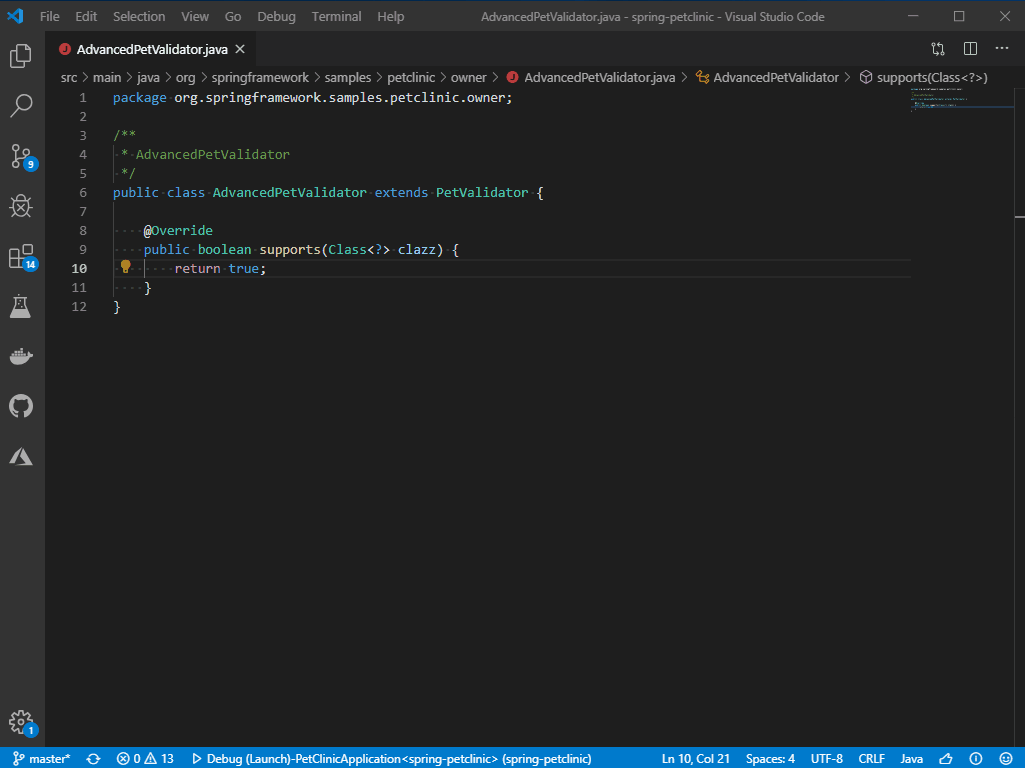 File Edit Selection View Go Debug Terminal Help AdvancedPetValidator.java - spring-petclinic - Visual Studio Code
J AdvancedPetValidator.java
src > main > java > org > springframework > samples > petclinic > owner > J AdvancedPetValidator.java > AdvancedPetValidator > supports(Class<?>)
1 package org.springframework.samples.petclinic.owner;
2
3 /**
4  * AdvancedPetValidator
5  */
6 public class AdvancedPetValidator extends PetValidator {
7
8     @Override
9     public boolean supports(Class<?> clazz) {
10         return true;
11     }
12 }
9
14
1
master* 0 13 Debug (Launch)-PetClinicApplication<spring-petclinic> (spring-petclinic) Ln 10, Col 21 Spaces: 4 UTF-8 CRLF Java